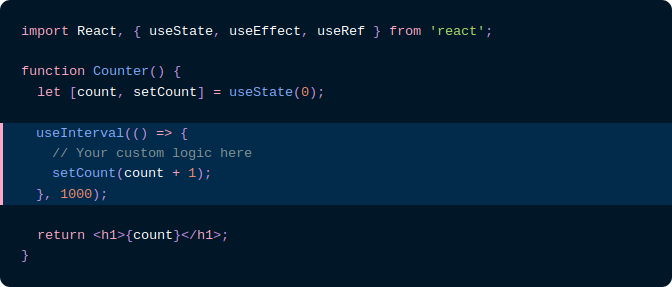 import React, { useState, useEffect, useRef } from 'react';
function Counter() {
let [count, setCount] = useState(0);
useInterval(() => {
// Your custom logic here
setCount(count + 1);
}, 1000);
return <h1>{count}</h1>;
}